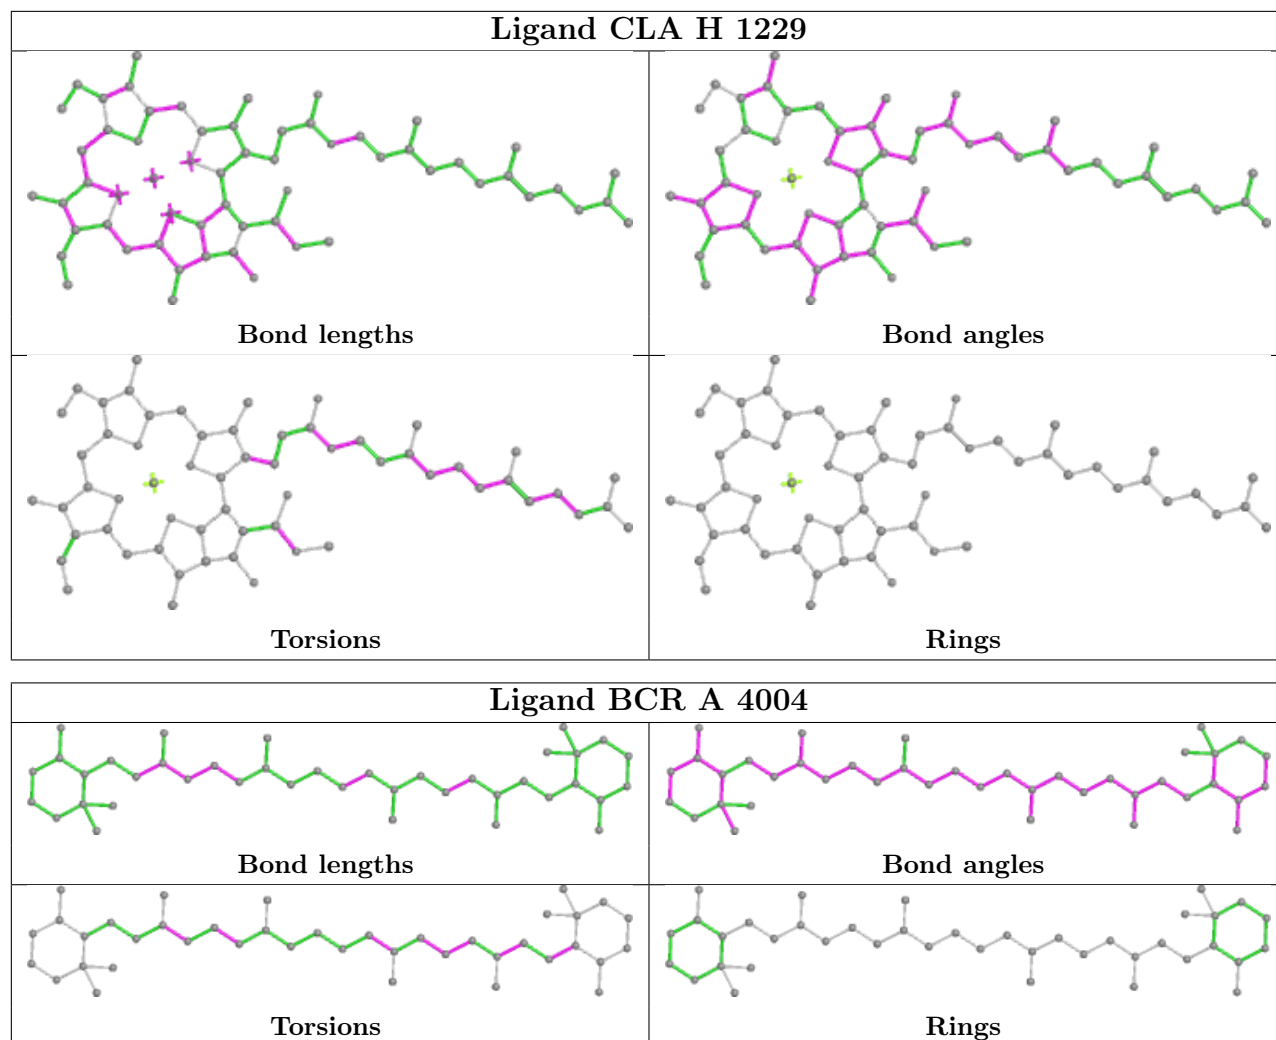 Ligand CLA H 1229
Bond lengths
Bond angles
Torsions
Rings
Ligand BCR A 4004
Bond lengths
Bond angles
Torsions
Rings